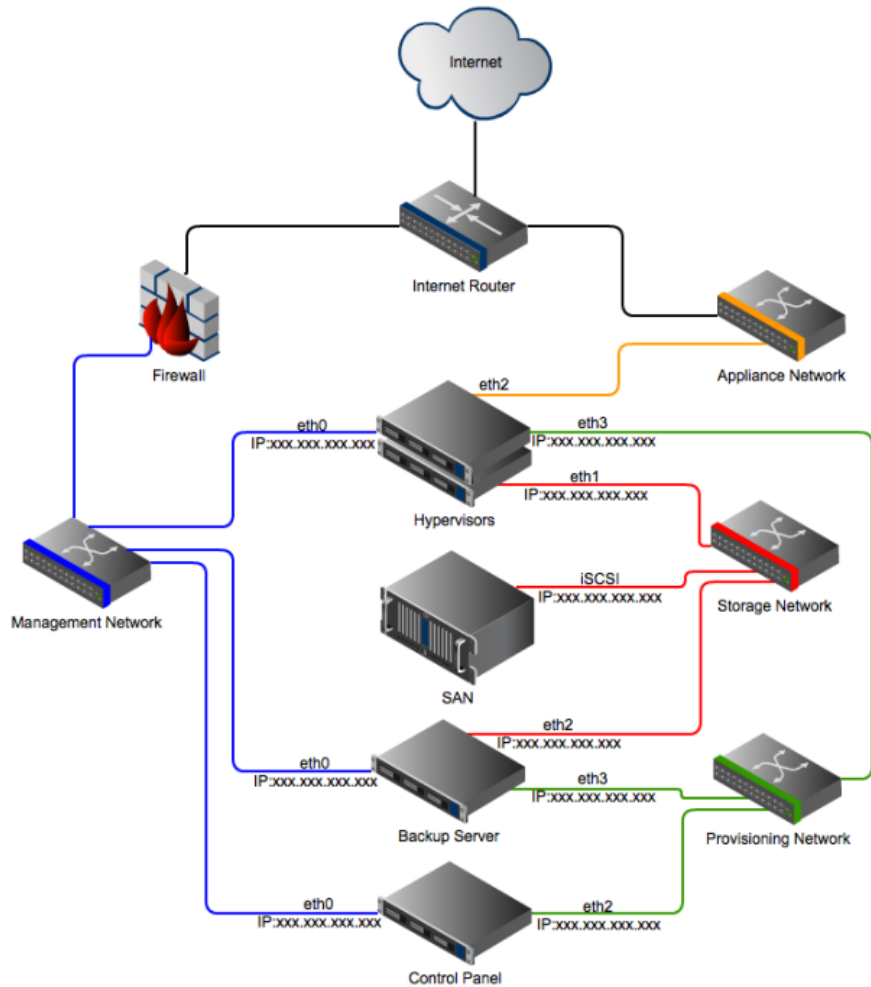 Internet
Internet Router
Firewall
Appliance Network
eth2
eth0
IP:xxx.xxx.xxx.xxx
eth3
IP:xxx.xxx.xxx.xxx
eth1
IP:xxx.xxx.xxx.xxx
Hypervisors
Management Network
iSCSI
IP:xxx.xxx.xxx.xxx
Storage Network
SAN
eth2
IP:xxx.xxx.xxx.xxx
eth0
IP:xxx.xxx.xxx.xxx
eth3
IP:xxx.xxx.xxx.xxx
Backup Server
Provisioning Network
eth0
IP:xxx.xxx.xxx.xxx
eth2
IP:xxx.xxx.xxx.xxx
Control Panel